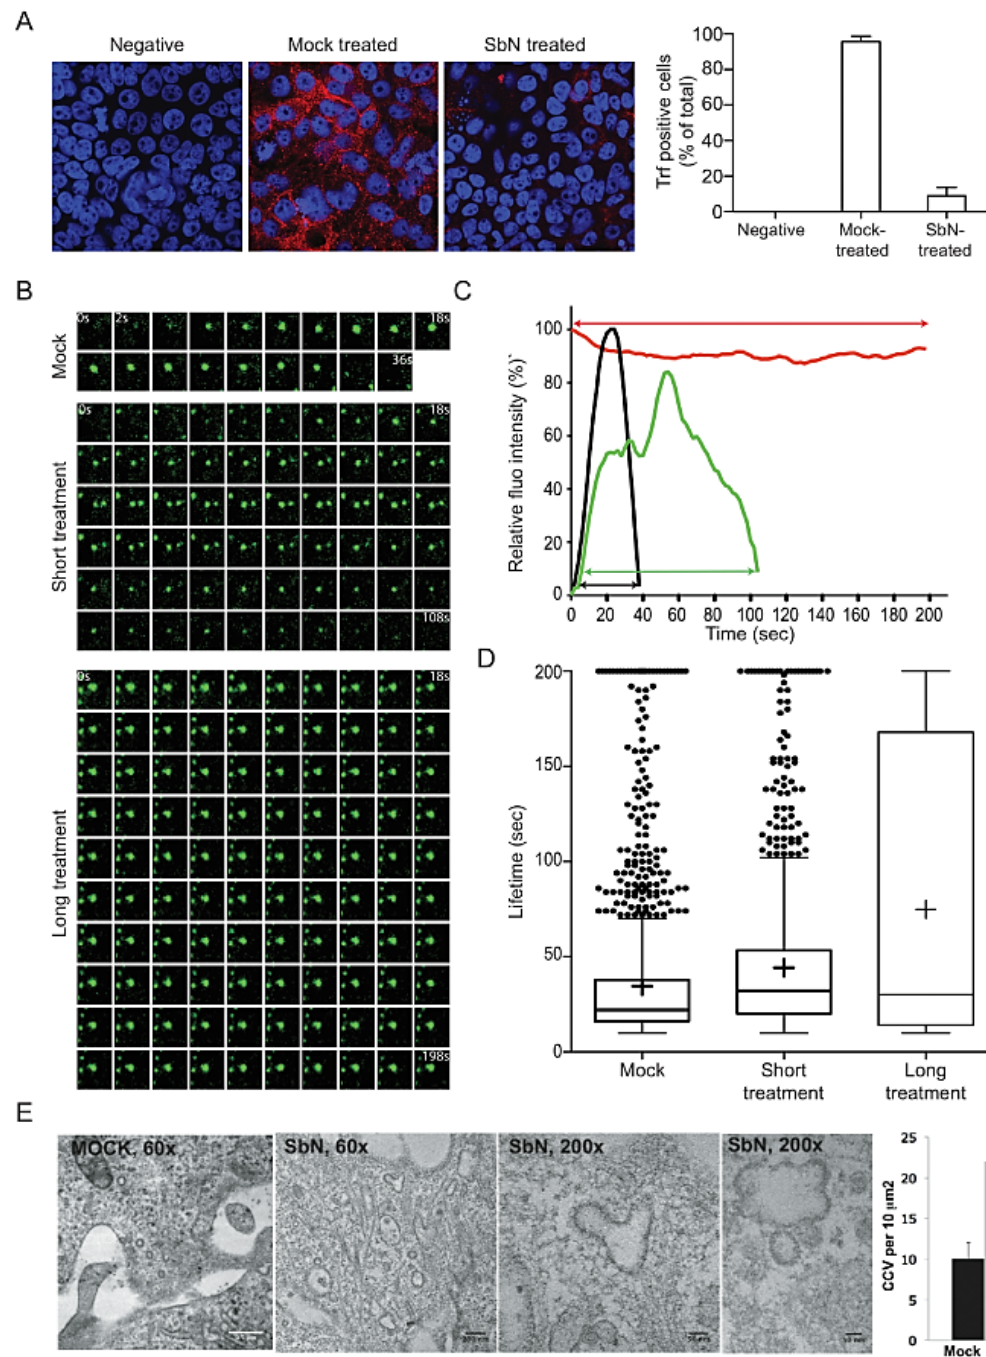 A
Negative
Mock treated
SbN treated
Trf positive cells
(% of total)
100
80
60
40
20
0
Negative
Mock-
treated
SbN-
treated
B
Mock
0s
2s
18s
36s
Short treatment
0s
18s
108s
Long treatment
0s
18s
198s
C
Relative fluo intensity (%)`
100
80
60
40
20
0
0 20 40 60 80 100 120 140 160 180 200
Time (sec)
D
Lifetime (sec)
200
150
100
50
0
Mock
Short
treatment
Long
treatment
E
MOCK, 60x
SbN, 60x
SbN, 200x
SbN, 200x
CCV per 10 µm2
25
20
15
10
5
0
Mock